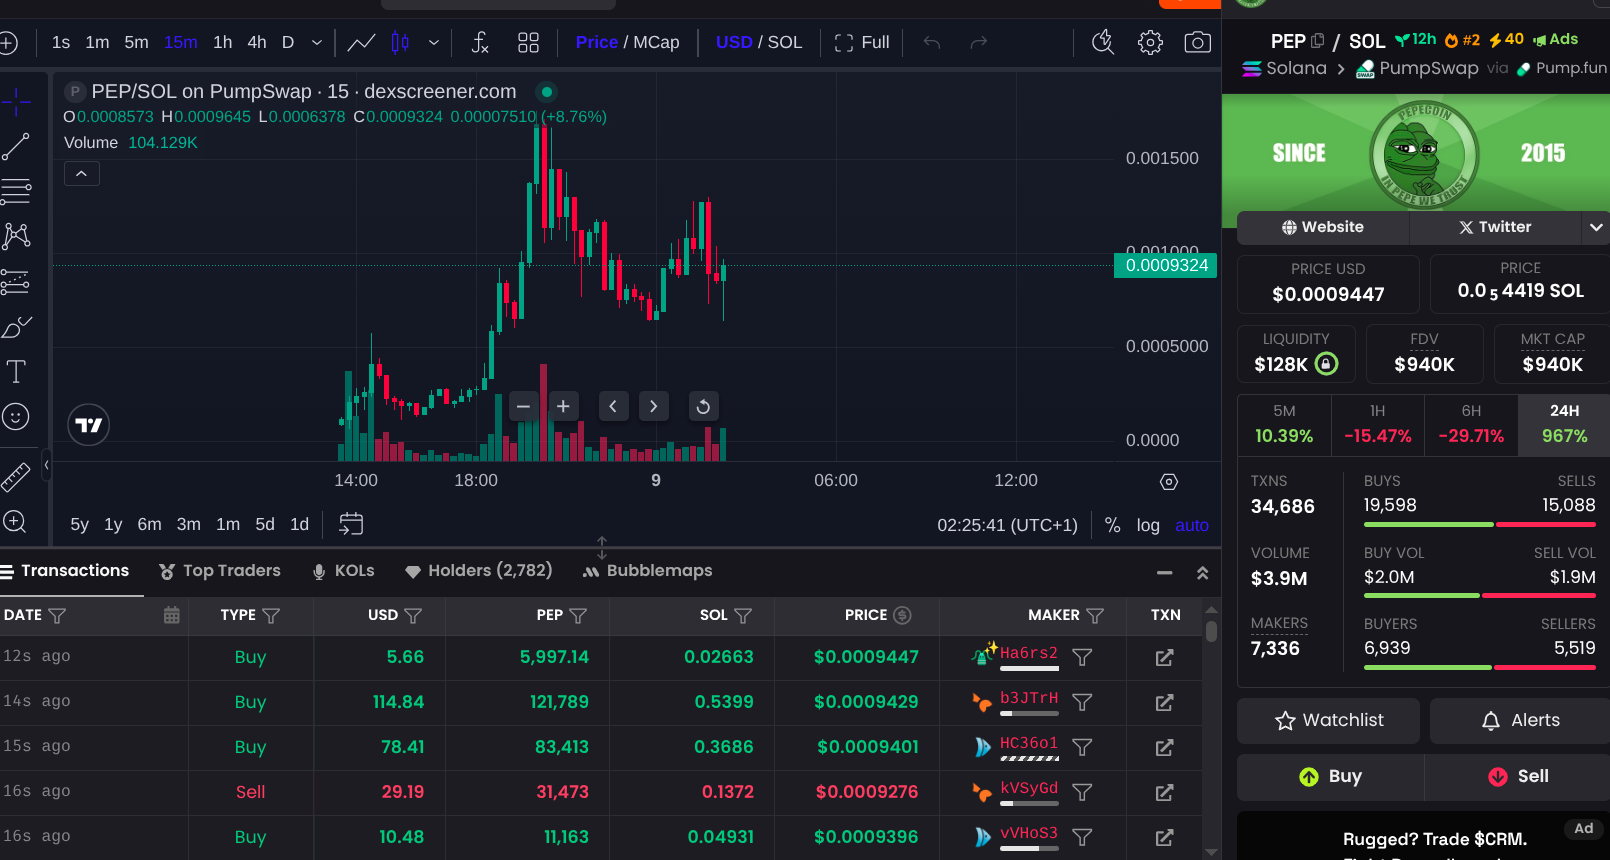 1s 1m 5m 15m 1h 4h D Price / MCap USD / SOL Full
P PEP/SOL on PumpSwap · 15 · dexscreener.com
O0.0008573 H0.0009645 L0.0006378 C0.0009324 0.00007510 (+8.76%)
Volume 104.129K
0.001500
0.001000
0.0009324
0.0005000
0.0000
14:00 18:00 9 06:00 12:00
5y 1y 6m 3m 1m 5d 1d 02:25:41 (UTC+1) % log auto
Transactions Top Traders KOLs Holders (2,782) Bubblemaps
DATE TYPE USD PEP SOL PRICE MAKER TXN
12s ago Buy 5.66 5,997.14 0.02663 $0.0009447 Ha6rs2
14s ago Buy 114.84 121,789 0.5399 $0.0009429 b3JTrH
15s ago Buy 78.41 83,413 0.3686 $0.0009401 HC36o1
16s ago Sell 29.19 31,473 0.1372 $0.0009276 kVSyGd
16s ago Buy 10.48 11,163 0.04931 $0.0009396 vVHoS3
PEP / SOL 12h #2 40 Ads
Solana > PumpSwap via Pump.fun
SINCE 2015
PEPECOIN
IN PEPE WE TRUST
Website Twitter
PRICE USD PRICE
$0.0009447 0.0 5 4419 SOL
LIQUIDITY FDV MKT CAP
$128K $940K $940K
5M 1H 6H 24H
10.39% -15.47% -29.71% 967%
TXNS BUYS SELLS
34,686 19,598 15,088
VOLUME BUY VOL SELL VOL
$3.9M $2.0M $1.9M
MAKERS BUYERS SELLERS
7,336 6,939 5,519
Watchlist Alerts
Buy Sell
Ad
Rugged? Trade $CRM.